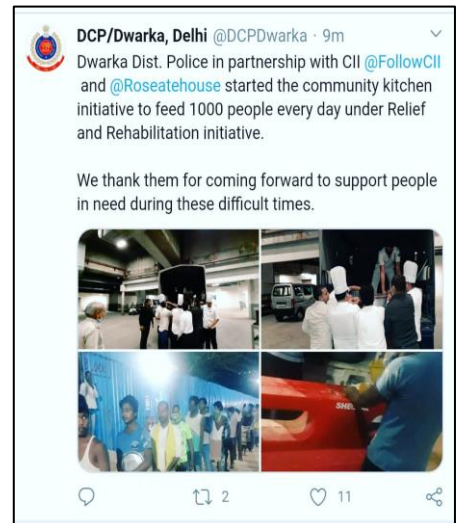 DCP/Dwarka, Delhi @DCPDwarka · 9m
Dwarka Dist. Police in partnership with CII @FollowCII
and @Roseatehouse started the community kitchen
initiative to feed 1000 people every day under Relief
and Rehabilitation initiative.
We thank them for coming forward to support people
in need during these difficult times.
2
11